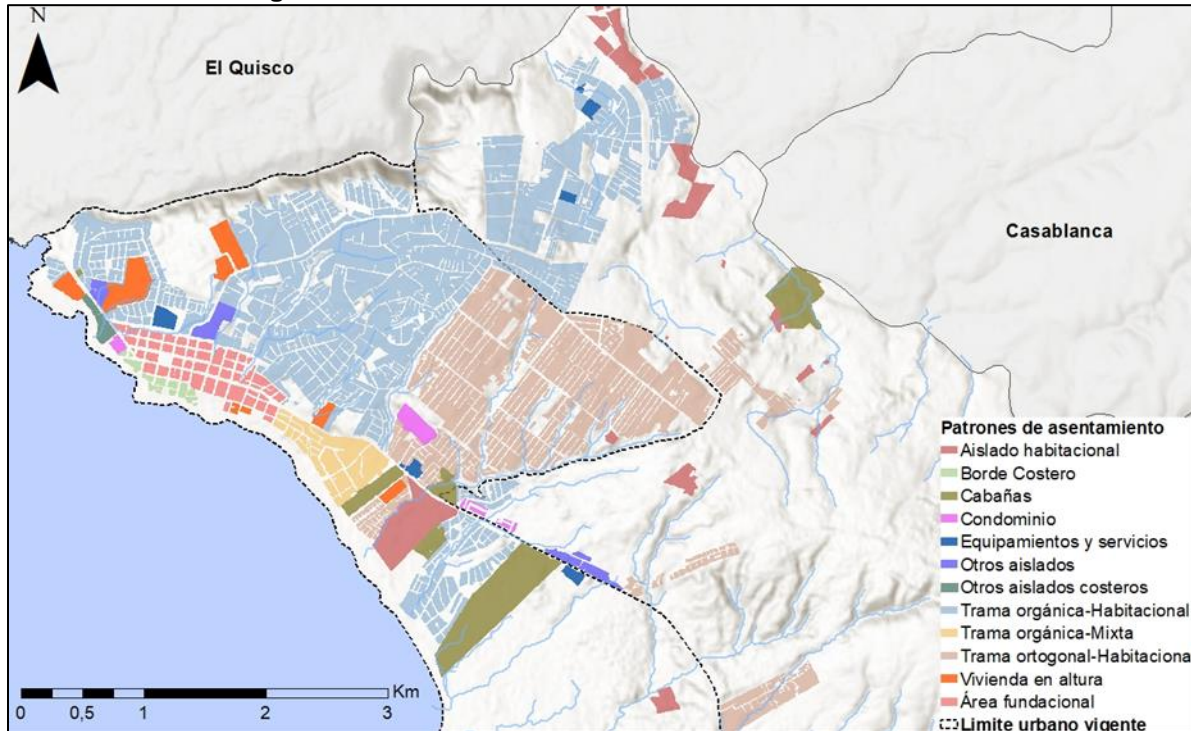 N
El Quisco
Casablanca
Patrones de asentamiento
Aislado habitacional
Borde Costero
Cabañas
Condominio
Equipamientos y servicios
Otros aislados
Otros aislados costeros
Trama orgánica-Habitacional
Trama orgánica-Mixta
Trama ortogonal-Habitaciona
Vivienda en altura
Área fundacional
Limite urbano vigente
Km
0 0,5 1 2 3